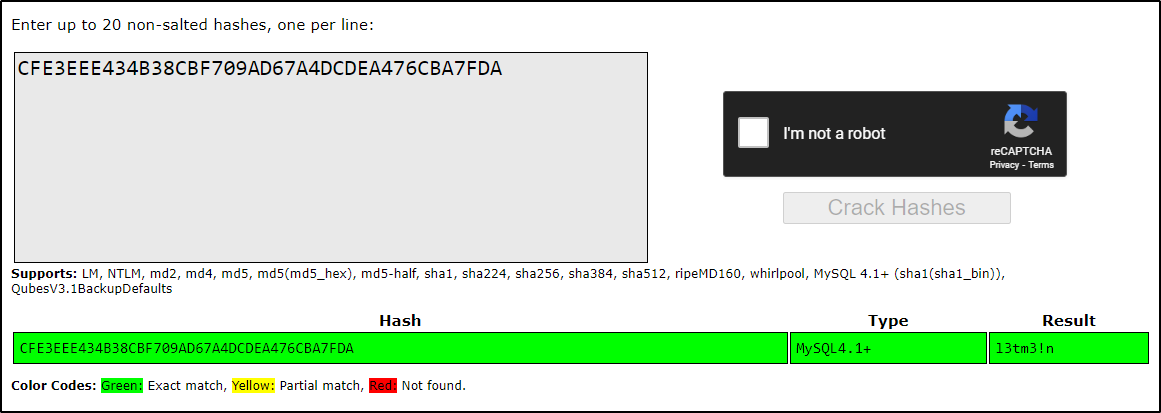 Enter up to 20 non-salted hashes, one per line:
CFE3EEE434B38CBF709AD67A4DCDEA476CBA7FDA
I'm not a robot
reCAPTCHA
Privacy - Terms
Crack Hashes
Supports: LM, NTLM, md2, md4, md5, md5(md5_hex), md5-half, sha1, sha224, sha256, sha384, sha512, ripeMD160, whirlpool, MySQL 4.1+ (sha1(sha1_bin)),
QubesV3.1BackupDefaults
Hash Type Result
CFE3EEE434B38CBF709AD67A4DCDEA476CBA7FDA MySQL4.1+ l3tm3!n
Color Codes: Green: Exact match, Yellow: Partial match, Red: Not found.